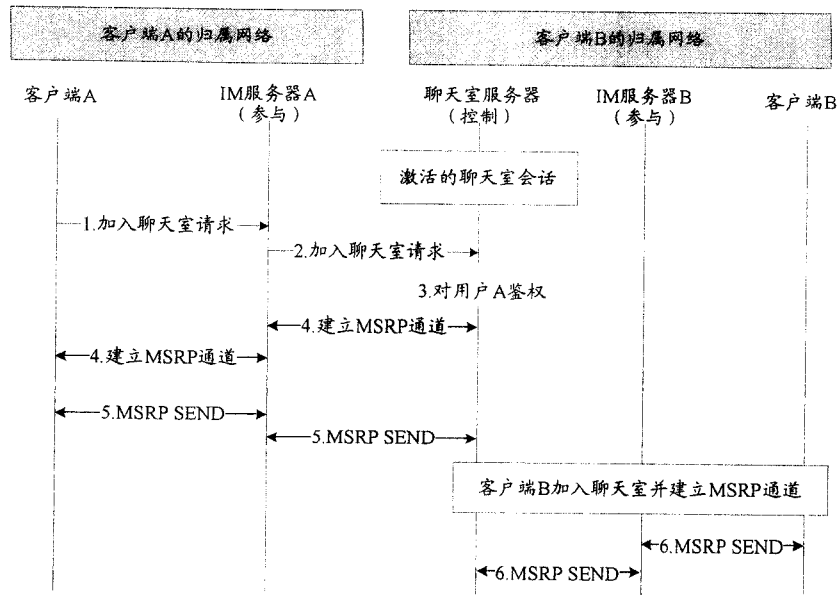 客户端A的归属网络
客户端B的归属网络
客户端A
IM服务器A
(参与)
聊天室服务器
(控制)
IM服务器B
(参与)
客户端B
激活的聊天室会话
1.加入聊天室请求
2.加入聊天室请求
3.对用户A鉴权
4.建立MSRP通道
4.建立MSRP通道
5.MSRP SEND
5.MSRP SEND
客户端B加入聊天室并建立MSRP通道
6.MSRP SEND
6.MSRP SEND